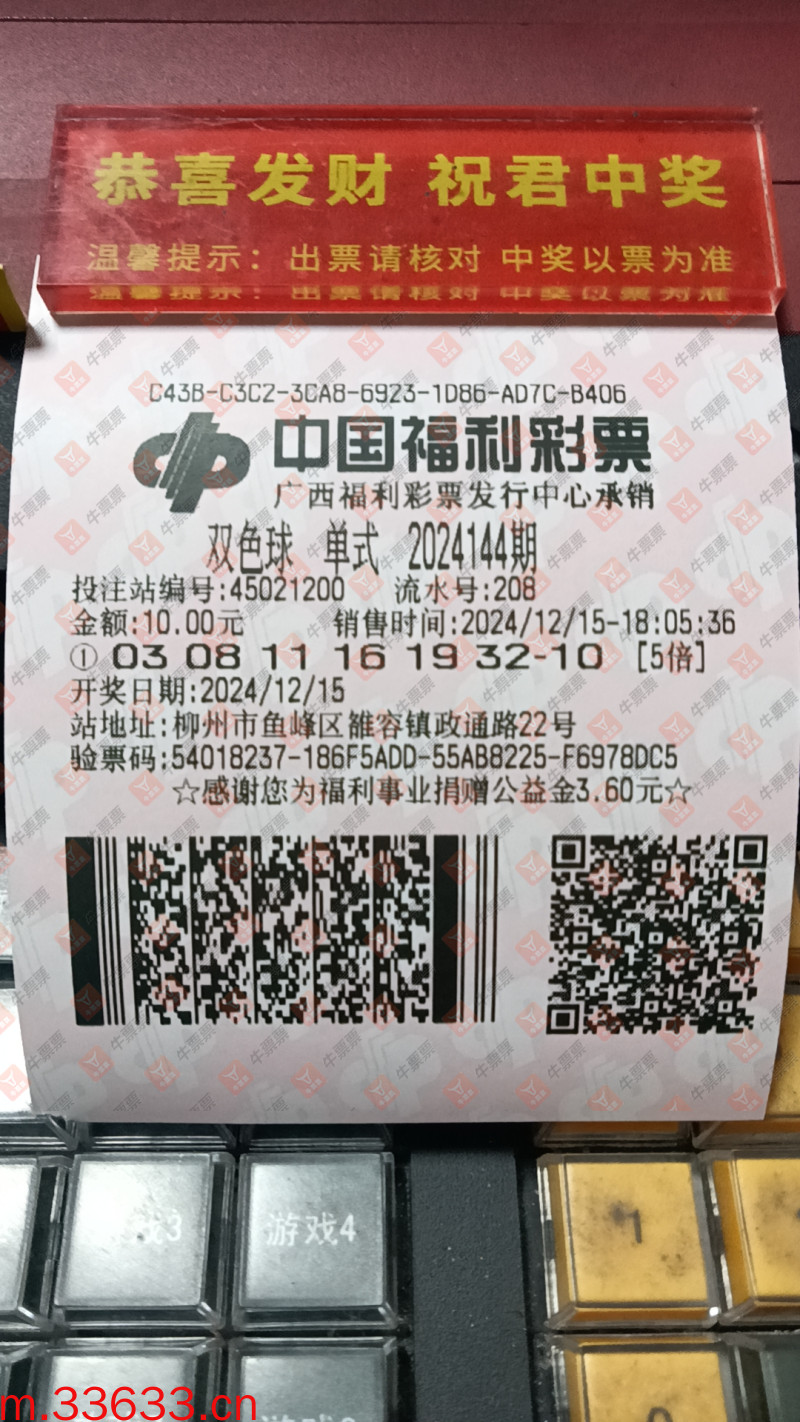 恭喜发财 祝君中奖
温馨提示：出票请核对 中奖以票为准
C43B-C3C2-3CA8-6923-1D86-AD7C-B406
中国福利彩票
广西福利彩票发行中心承销
双色球 单式 2024144期
投注站编号:45021200 流水号:208
金额:10.00元 销售时间:2024/12/15-18:05:36
① 03 08 11 16 19 32-10 [5倍]
开奖日期:2024/12/15
站地址:柳州市鱼峰区雒容镇政通路22号
验票码:54018237-186F5ADD-55AB8225-F6978DC5
☆感谢您为福利事业捐赠公益金3.60元☆
牛票票
游戏4
1
m.33633.cn